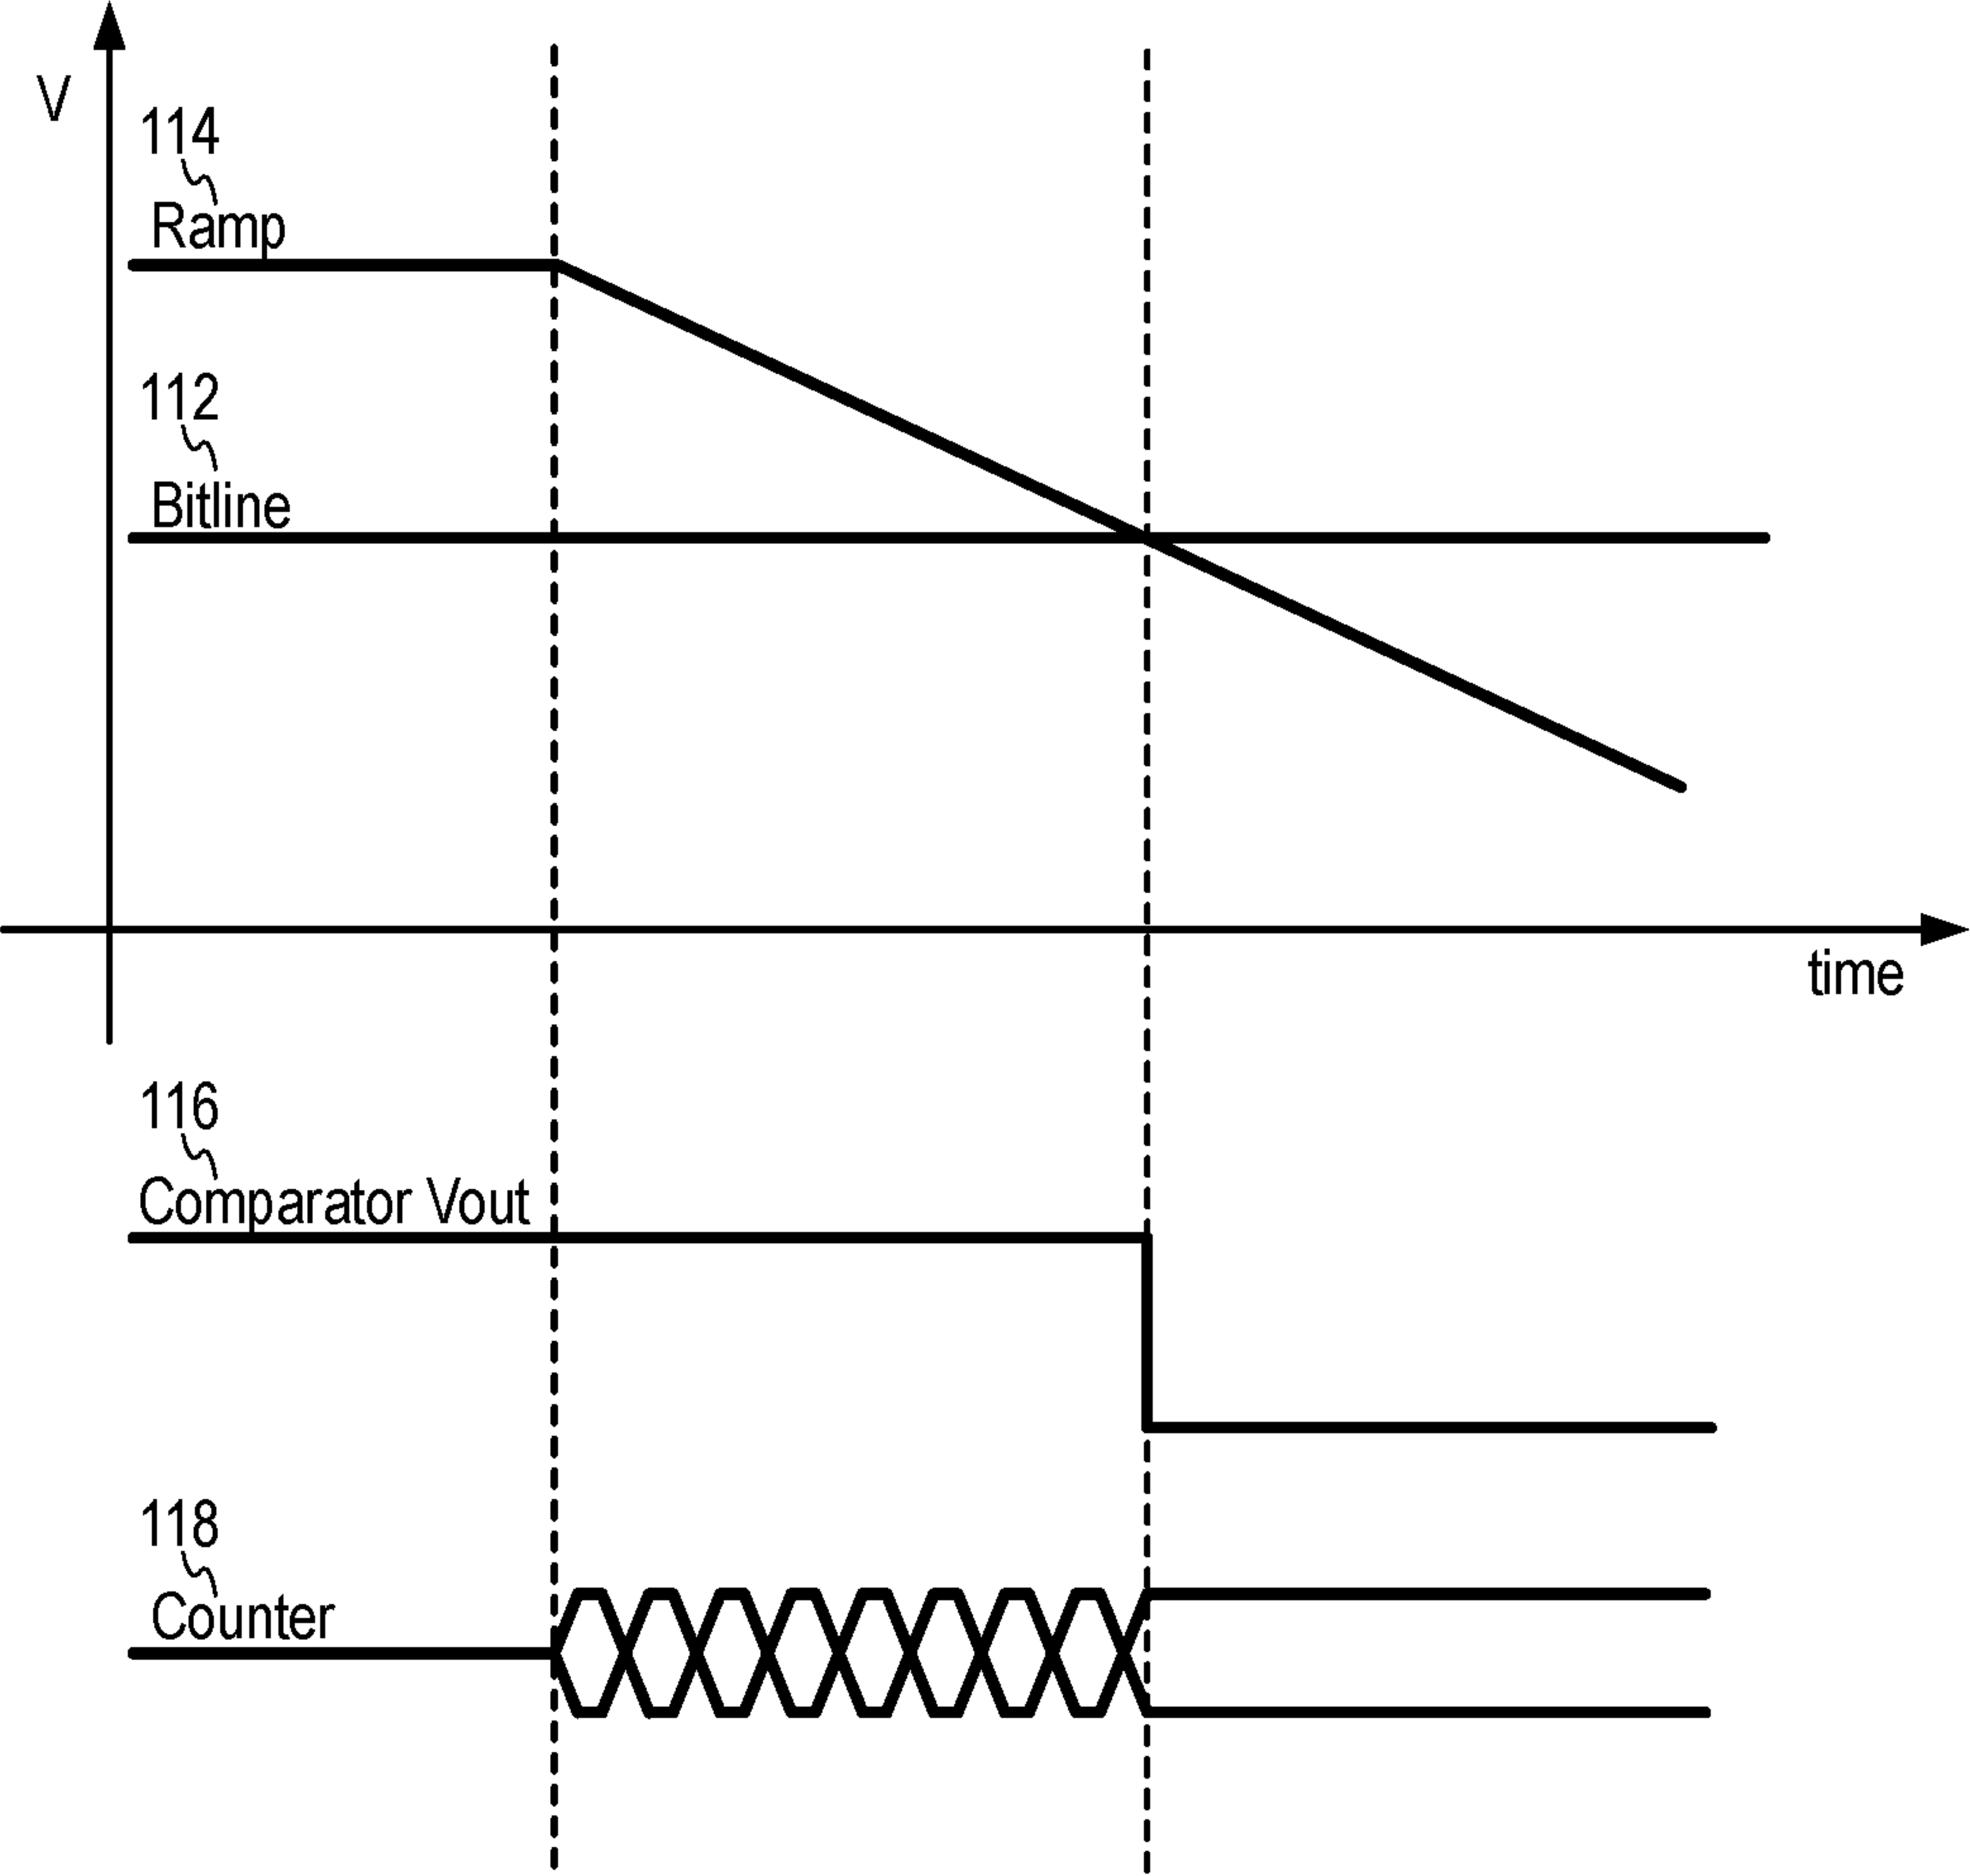 V
114
Ramp
112
Bitline
time
116
Comparator Vout
118
Counter